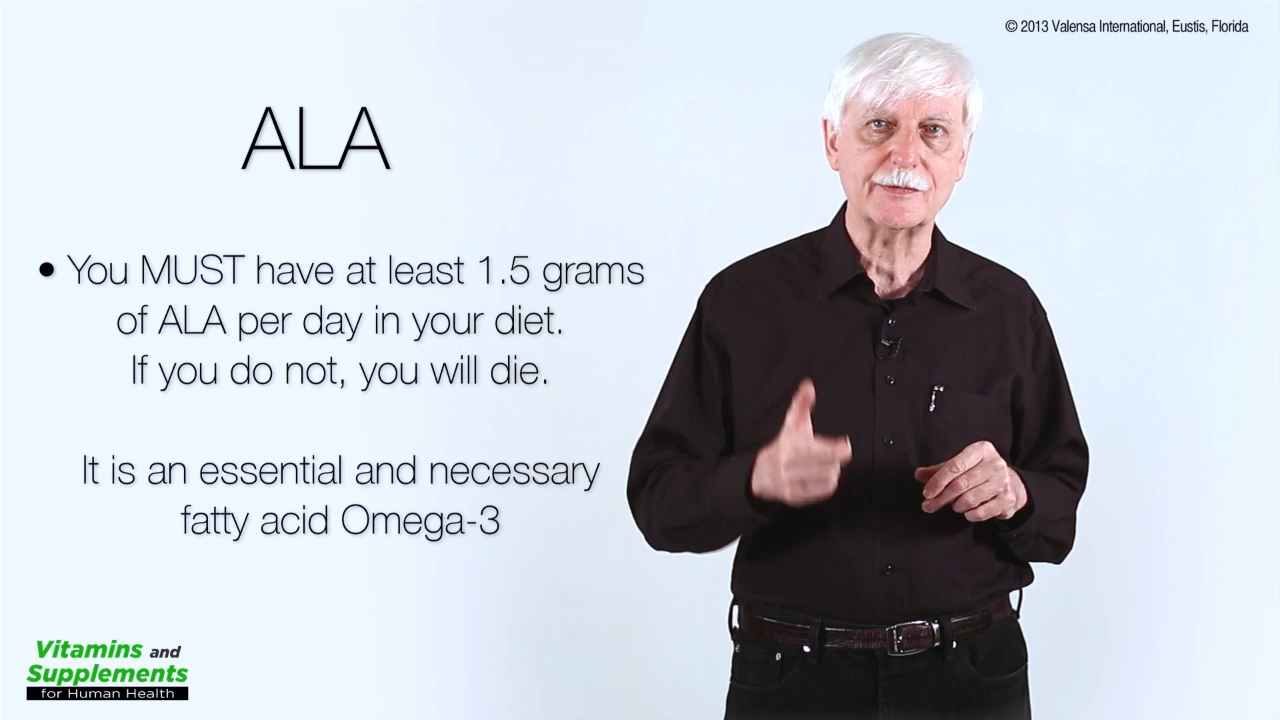 © 2013 Valensa International, Eustis, Florida
ALA
• You MUST have at least 1.5 grams
of ALA per day in your diet.
If you do not, you will die.
It is an essential and necessary
fatty acid Omega-3
Vitamins and
Supplements
for Human Health